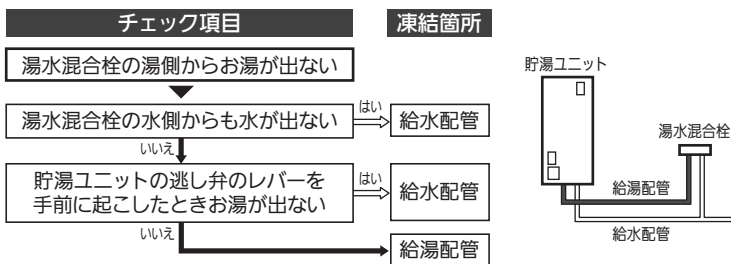 チェック項目
凍結箇所
湯水混合栓の湯側からお湯が出ない
湯水混合栓の水側からも水が出ない
はい
給水配管
いいえ
貯湯ユニットの逃し弁のレバーを
手前に起こしたときお湯が出ない
はい
給水配管
いいえ
給湯配管
貯湯ユニット
湯水混合栓
給湯配管
給水配管